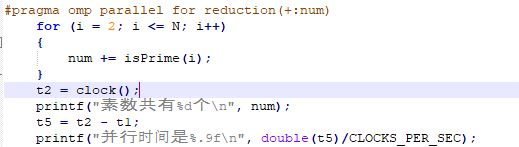 #pragma omp parallel for reduction(+:num)
for (i = 2; i <= N; i++)
{
num += isPrime(i);
}
t2 = clock();
printf("素数共有%d个\n", num);
t5 = t2 - t1;
printf("并行时间是%.9f\n", double(t5)/CLOCKS_PER_SEC);